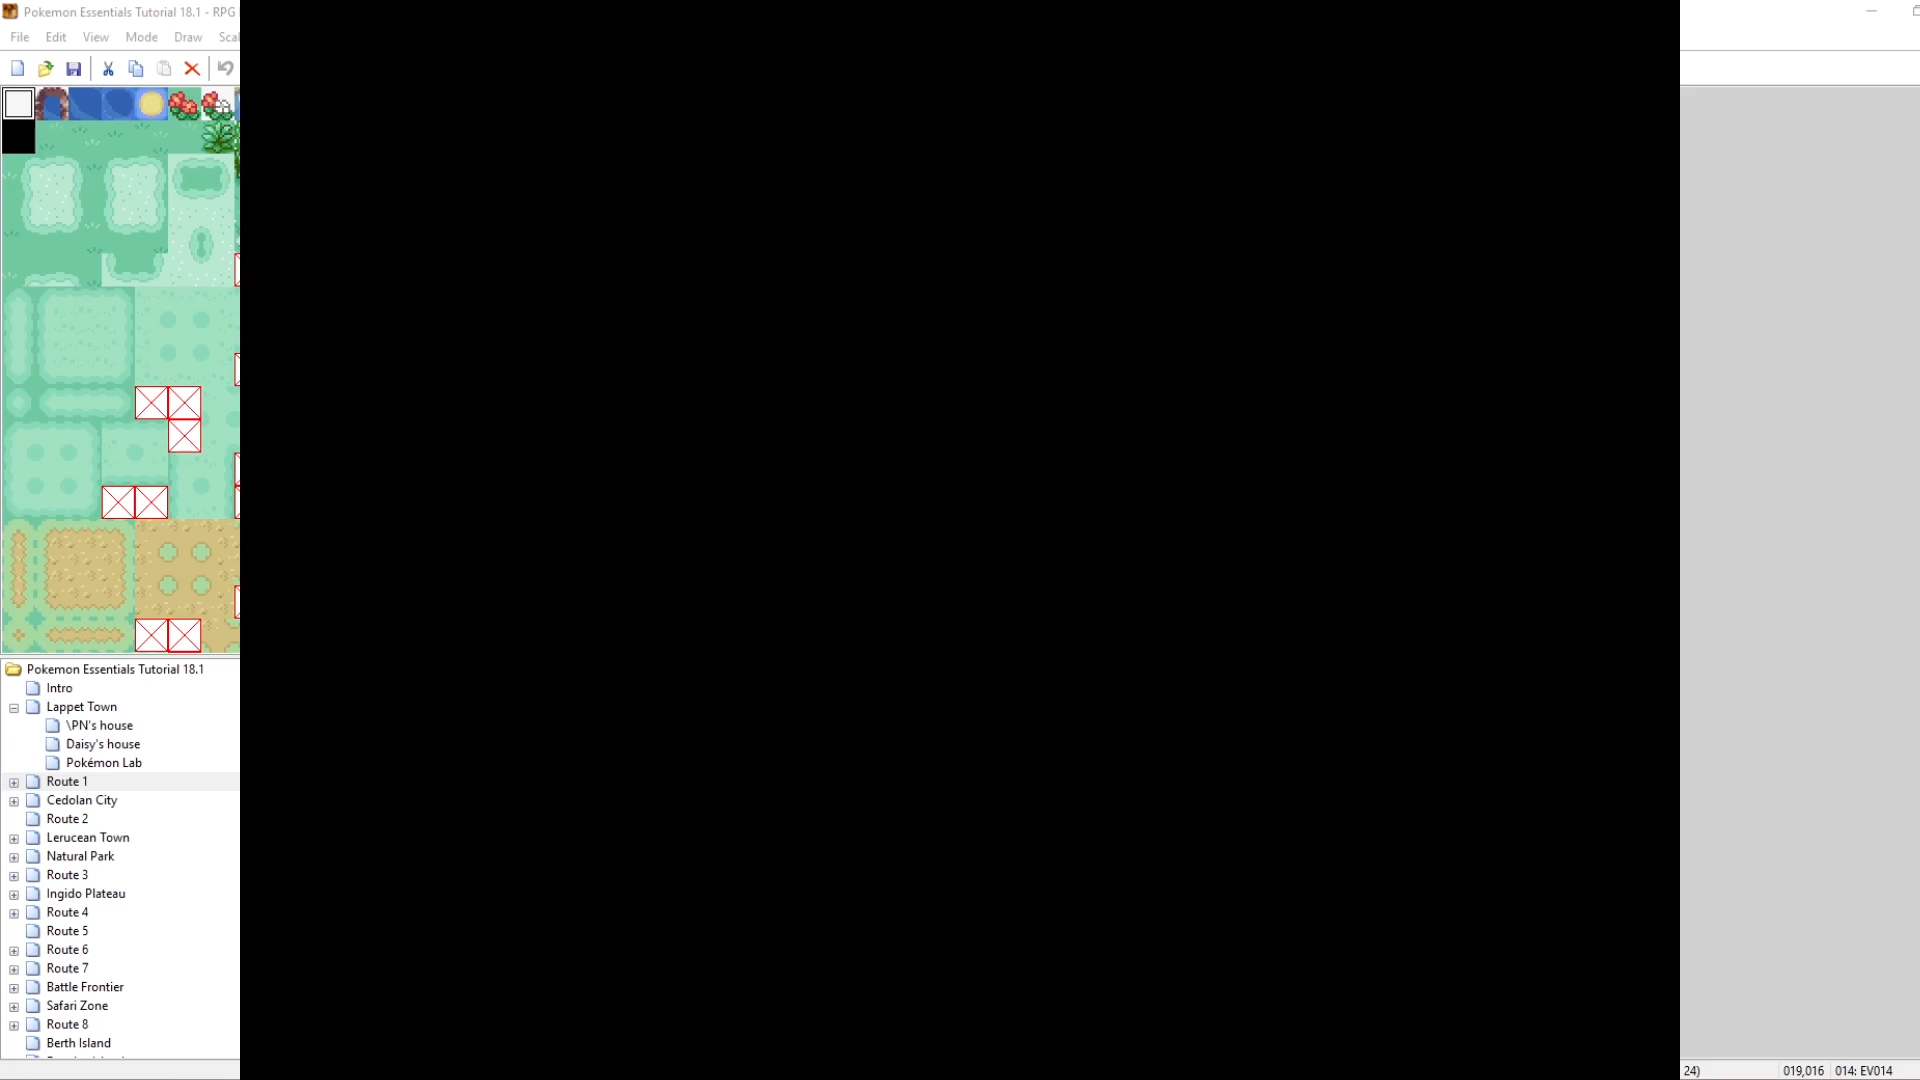 Pokemon Essentials Tutorial 18.1 - RPG
File Edit View Mode Draw
Pokemon Essentials Tutorial 18.1
Intro
Lappet Town
\PN's house
Daisy's house
Pokémon Lab
Route 1
Cedolan City
Route 2
Lerucean Town
Natural Park
Route 3
Ingido Plateau
Route 4
Route 5
Route 6
Route 7
Battle Frontier
Safari Zone
Route 8
Berth Island
24) 019,016 014: EV014